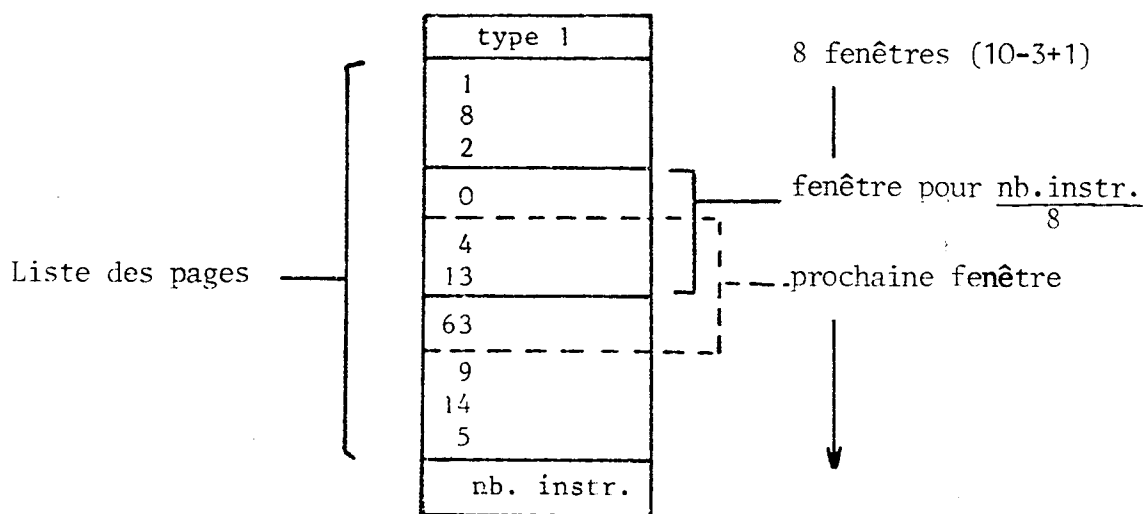 type 1
8 fenêtres (10-3+1)
1
8
2
0
fenêtre pour nb.instr.
8
4
13
Liste des pages
prochaine fenêtre
63
9
14
5
nb. instr.